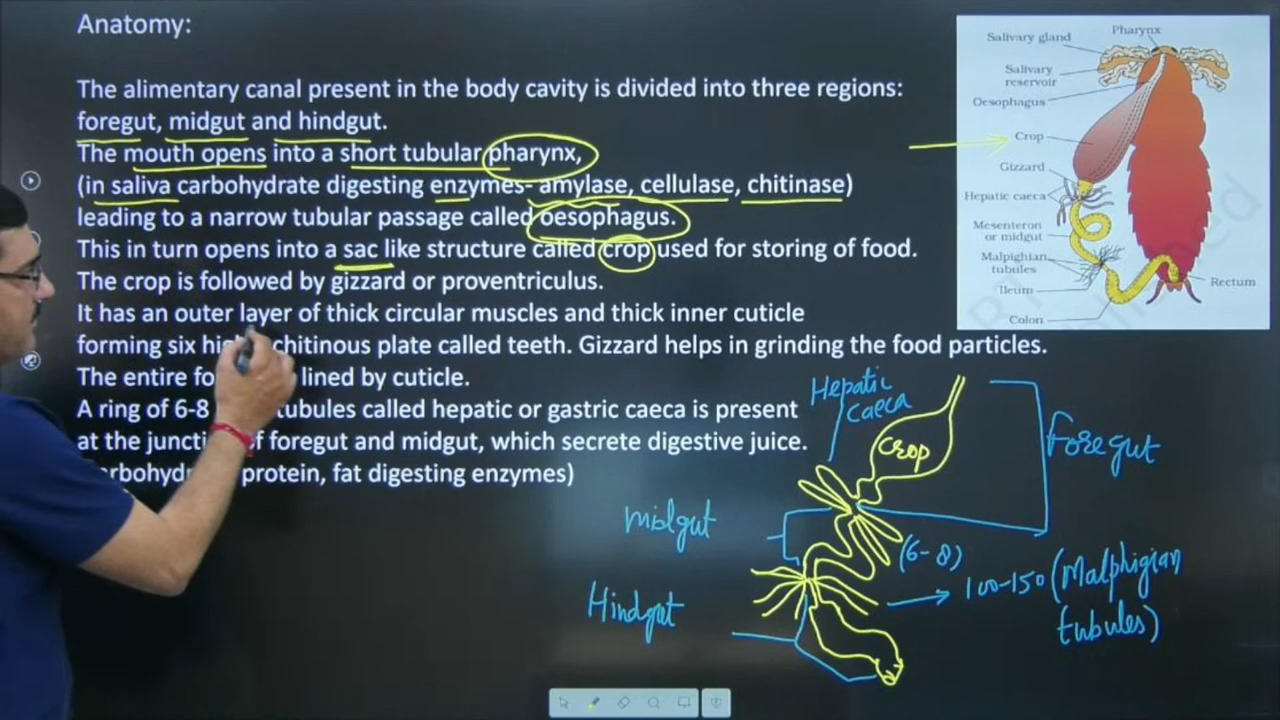 Anatomy:
The alimentary canal present in the body cavity is divided into three regions:
foregut, midgut and hindgut.
The mouth opens into a short tubular pharynx,
(in saliva carbohydrate digesting enzymes- amylase, cellulase, chitinase)
leading to a narrow tubular passage called oesophagus.
This in turn opens into a sac like structure called crop used for storing of food.
The crop is followed by gizzard or proventriculus.
It has an outer layer of thick circular muscles and thick inner cuticle
forming six chitinous plate called teeth. Gizzard helps in grinding the food particles.
The entire lined by cuticle.
A ring of 6-8 tubules called hepatic or gastric caeca is present
at the foregut and midgut, which secrete digestive juice.
protein, fat digesting enzymes)
Pharynx
Salivary gland
Salivary
reservoir
Oesophagus
Crop
Gizzard
Hepatic caeca
Mesenteron
or midgut
Malpighian
tubules
Ileum
Rectum
Colon
Hepatic
Caeca
Crop
Foregut
Midgut
(6-8)
Hindgut
100-150 (Malphigian
tubules)